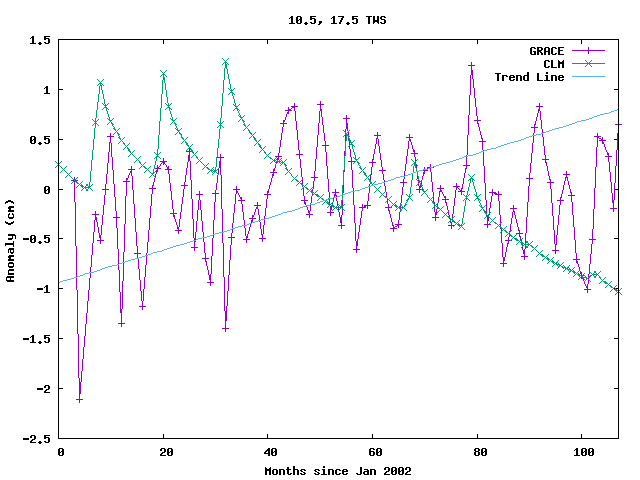 10.5, 17.5 TWS
GRACE
CLM
Trend Line
1.5
1
0.5
0
-0.5
-1
-1.5
-2
-2.5
Anomaly (cm)
0 20 40 60 80 100
Months since Jan 2002